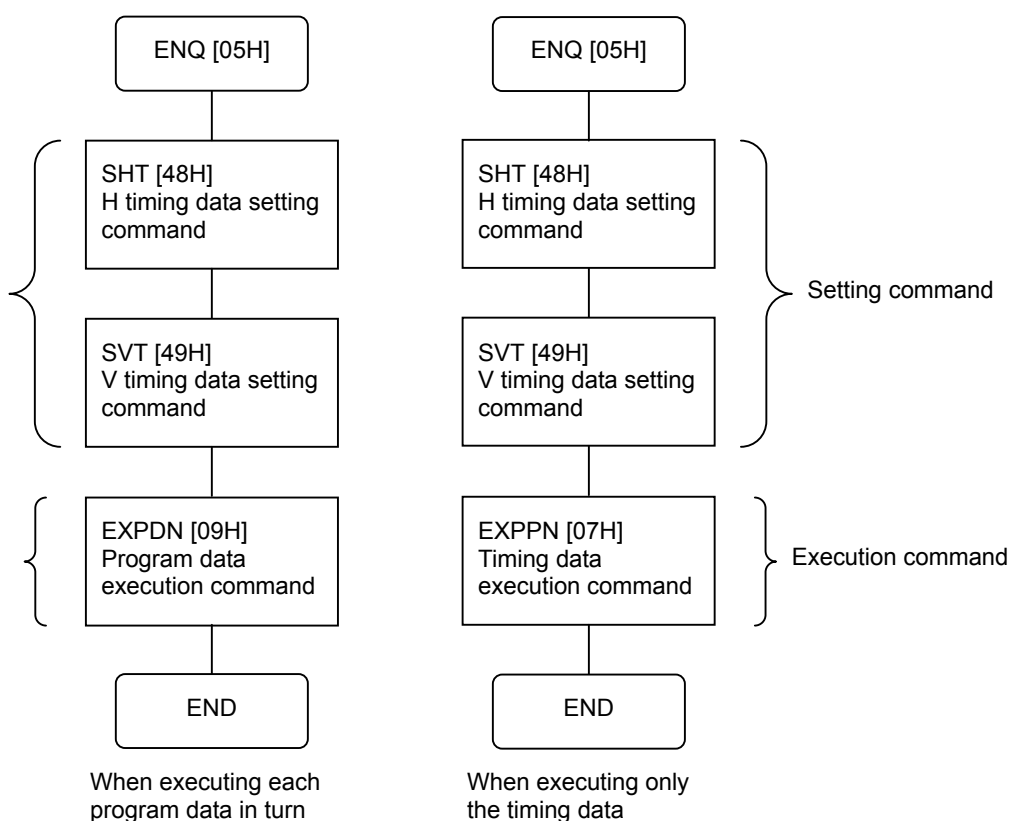 ENQ [05H]
SHT [48H]
H timing data setting
command
SVT [49H]
V timing data setting
command
EXPDN [09H]
Program data
execution command
END
When executing each
program data in turn
ENQ [05H]
SHT [48H]
H timing data setting
command
SVT [49H]
V timing data setting
command
EXPPN [07H]
Timing data
execution command
END
When executing only
the timing data
Setting command
Execution command